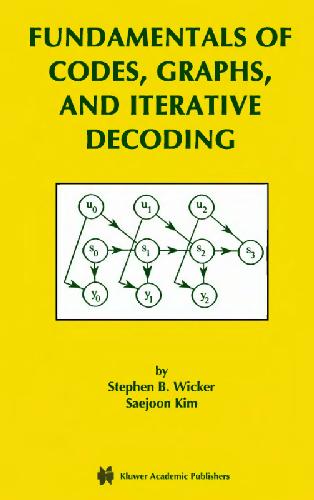 FUNDAMENTALS OF
CODES, GRAPHS,
AND ITERATIVE
DECODING
u0 u1 u2
s0 s1 s2 s3
y0 y1 y2
by
Stephen B. Wicker
Saejoon Kim
Kluwer Academic Publishers